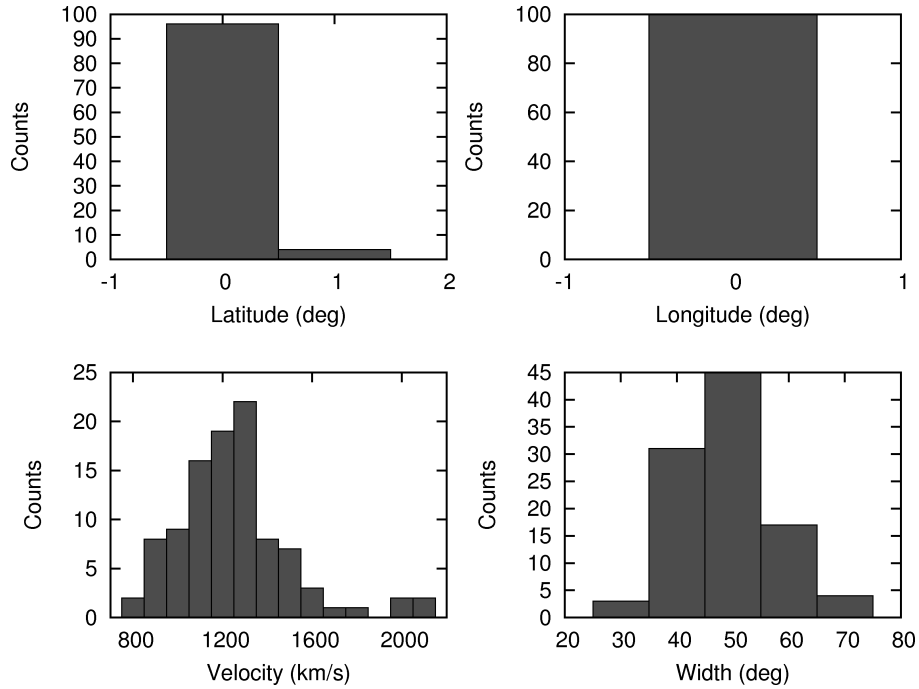 100
90
80
70
60
50
40
30
20
10
0
Counts
-1 0 1 2
Latitude (deg)
100
80
60
40
20
0
Counts
-1 0 1
Longitude (deg)
25
20
15
10
5
0
Counts
800 1200 1600 2000
Velocity (km/s)
45
40
35
30
25
20
15
10
5
0
Counts
20 30 40 50 60 70 80
Width (deg)